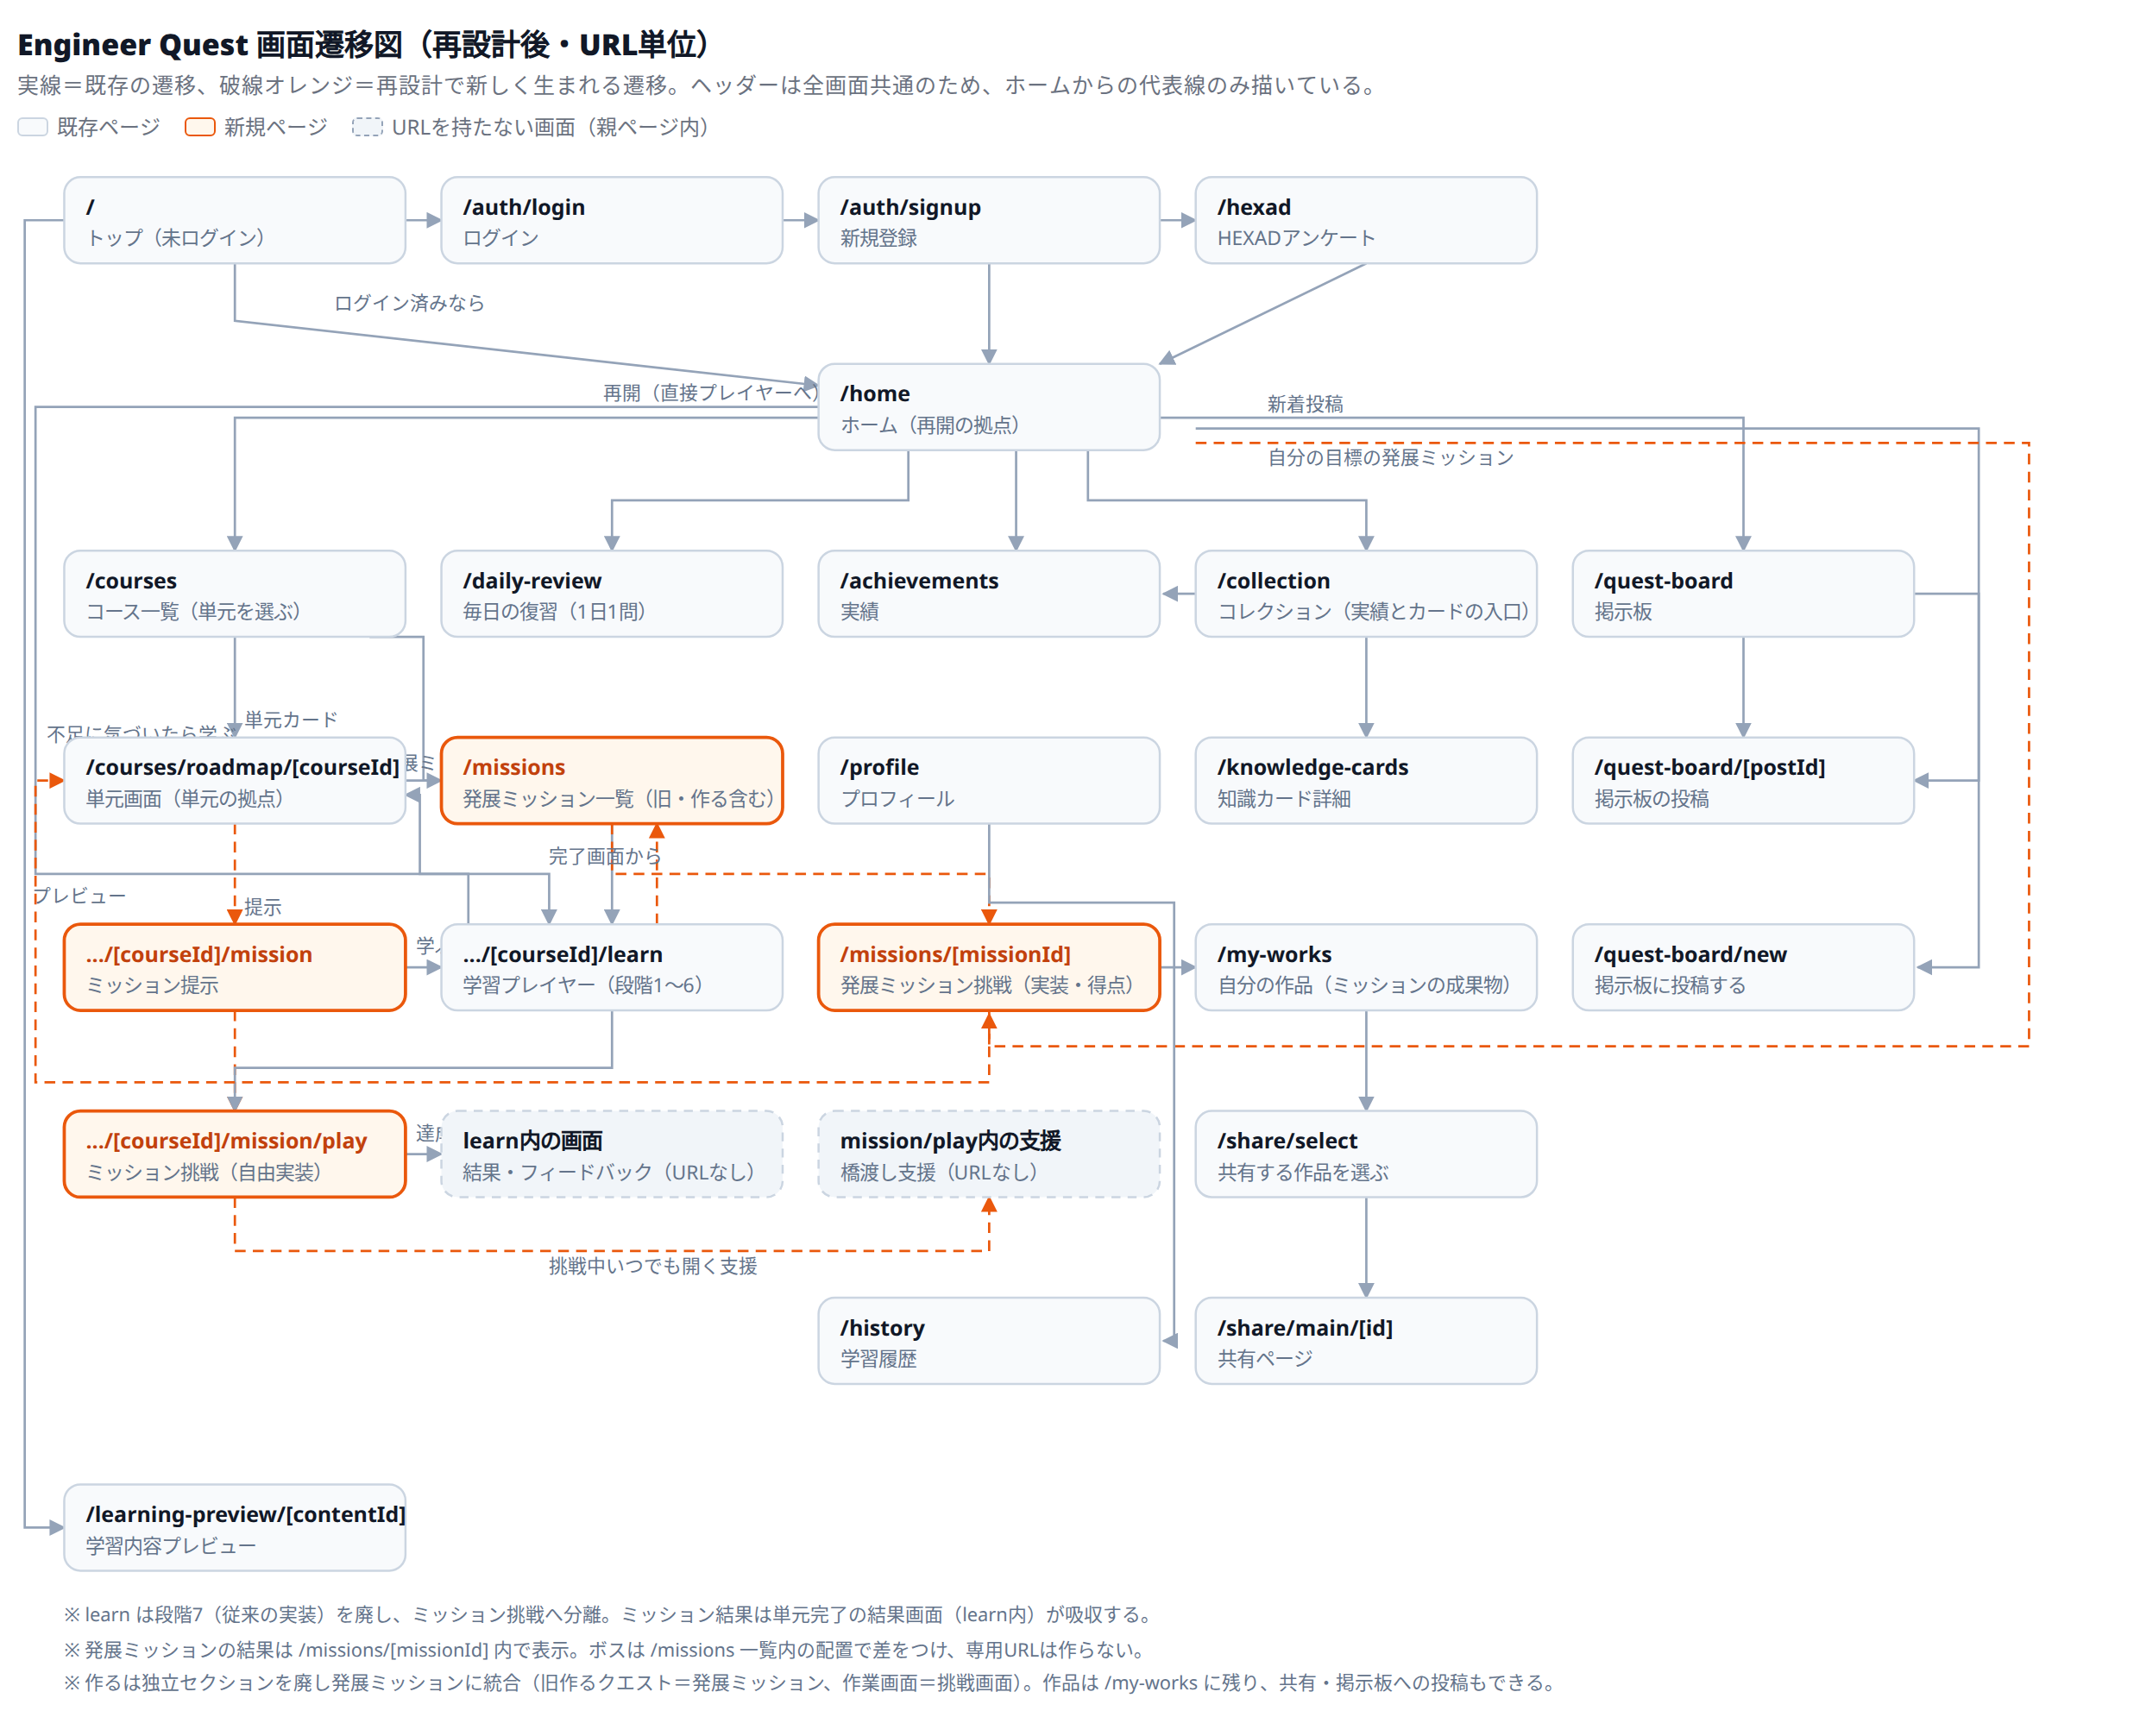 Engineer Quest 画面遷移図（再設計後・URL単位）
実線＝既存の遷移、破線オレンジ＝再設計で新しく生まれる遷移。ヘッダーは全画面共通のため、ホームからの代表線のみ描いている。
既存ページ
新規ページ
URLを持たない画面（親ページ内）
/
トップ（未ログイン）
/auth/login
ログイン
/auth/signup
新規登録
/hexad
HEXADアンケート
ログイン済みなら
再開（直接プレイヤーへ）
/home
ホーム（再開の拠点）
新着投稿
自分の目標の発展ミッション
/courses
コース一覧（単元を選ぶ）
/daily-review
毎日の復習（1日1問）
/achievements
実績
/collection
コレクション（実績とカードの入口）
/quest-board
掲示板
単元カード
不足に気づいたら学ぶ
/courses/roadmap/[courseId]
単元画面（単元の拠点）
展ミ
/missions
発展ミッション一覧（旧・作る含む）
/profile
プロフィール
/knowledge-cards
知識カード詳細
/quest-board/[postId]
掲示板の投稿
完了画面から
プレビュー
提示
.../[courseId]/mission
ミッション提示
.../[courseId]/learn
学習プレイヤー（段階1〜6）
/missions/[missionId]
発展ミッション挑戦（実装・得点）
/my-works
自分の作品（ミッションの成果物）
/quest-board/new
掲示板に投稿する
.../[courseId]/mission/play
ミッション挑戦（自由実装）
learn内の画面
結果・フィードバック（URLなし）
mission/play内の支援
橋渡し支援（URLなし）
/share/select
共有する作品を選ぶ
挑戦中いつでも開く支援
/history
学習履歴
/share/main/[id]
共有ページ
/learning-preview/[contentId]
学習内容プレビュー
※ learn は段階7（従来の実装）を廃し、ミッション挑戦へ分離。ミッション結果は単元完了の結果画面（learn内）が吸収する。
※ 発展ミッションの結果は /missions/[missionId] 内で表示。ボスは /missions 一覧内の配置で差をつけ、専用URLは作らない。
※ 作るは独立セクションを廃し発展ミッションに統合（旧作るクエスト＝発展ミッション、作業画面＝挑戦画面）。作品は /my-works に残り、共有・掲示板への投稿もできる。